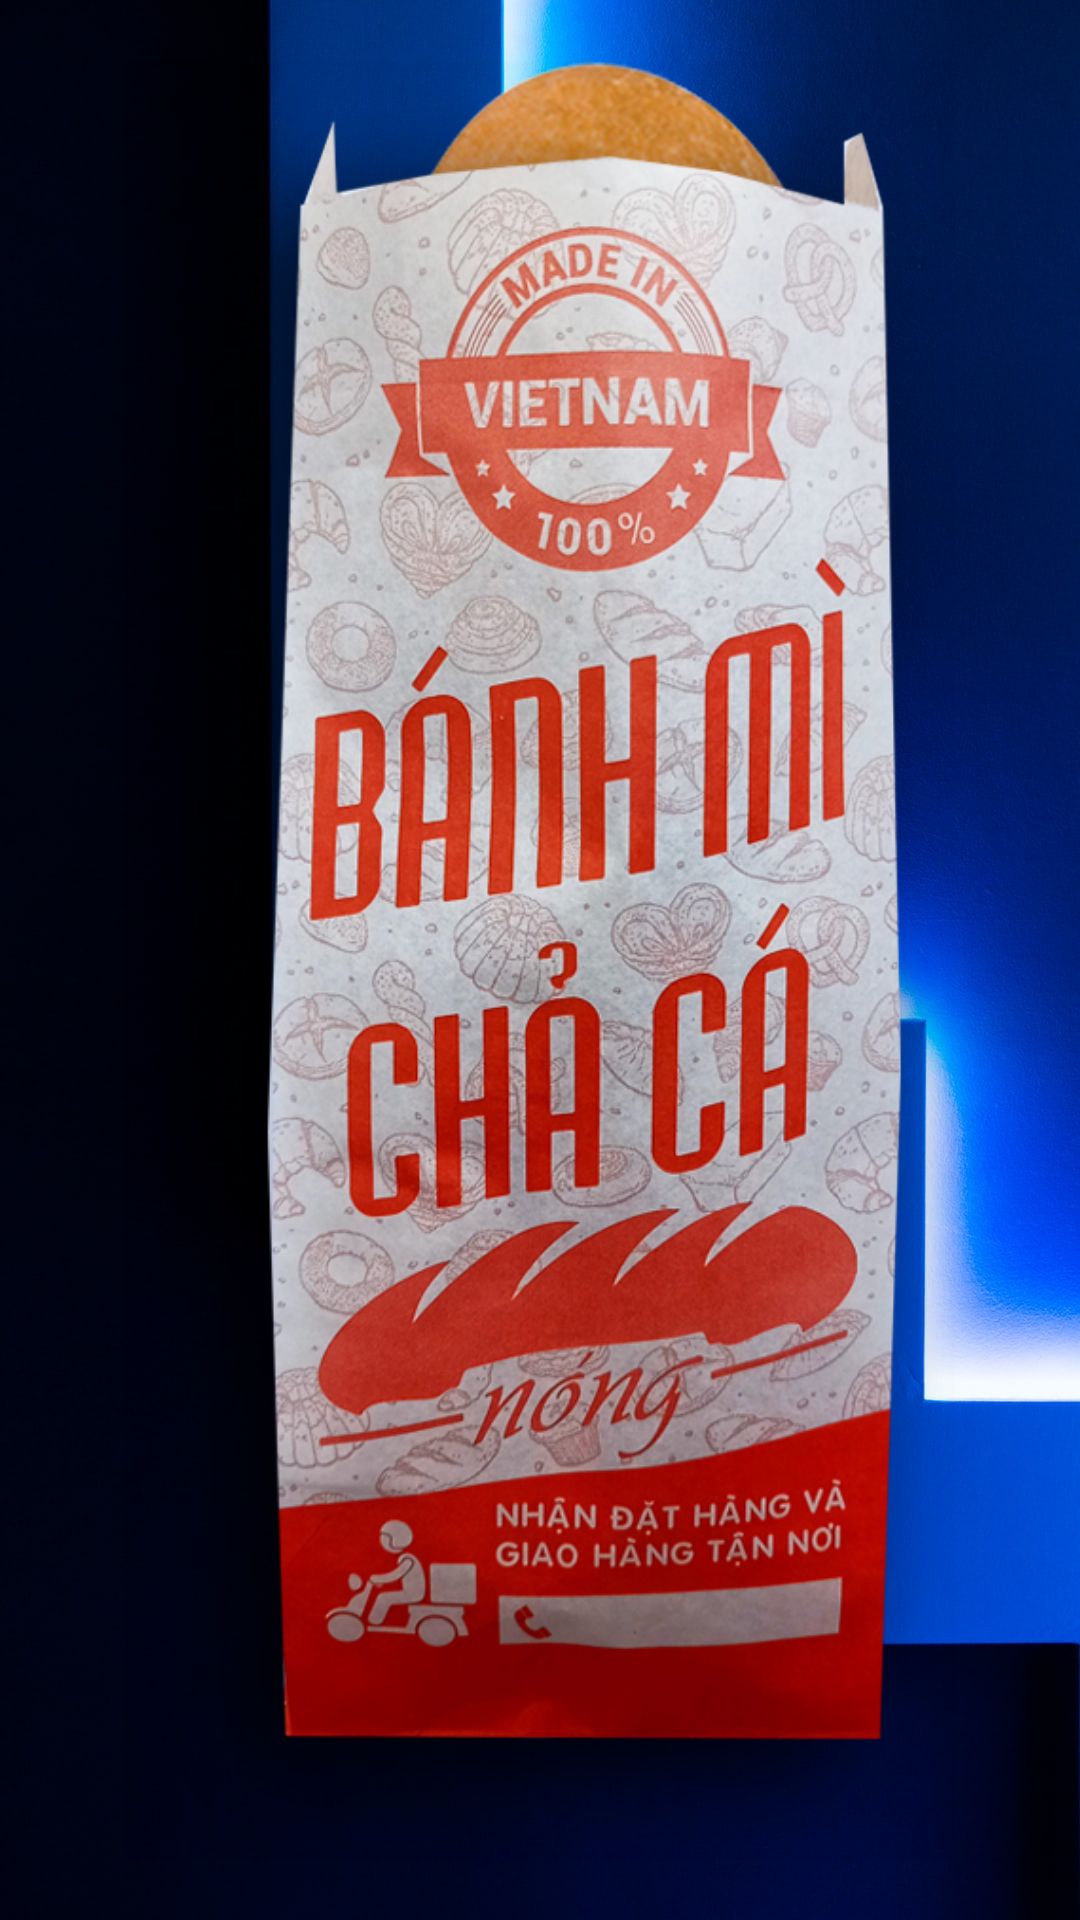 MADE IN
VIETNAM
100%
BÁNH MÌ
CHẢ CÁ
nóng
NHẬN ĐẶT HÀNG VÀ
GIAO HÀNG TẬN NƠI